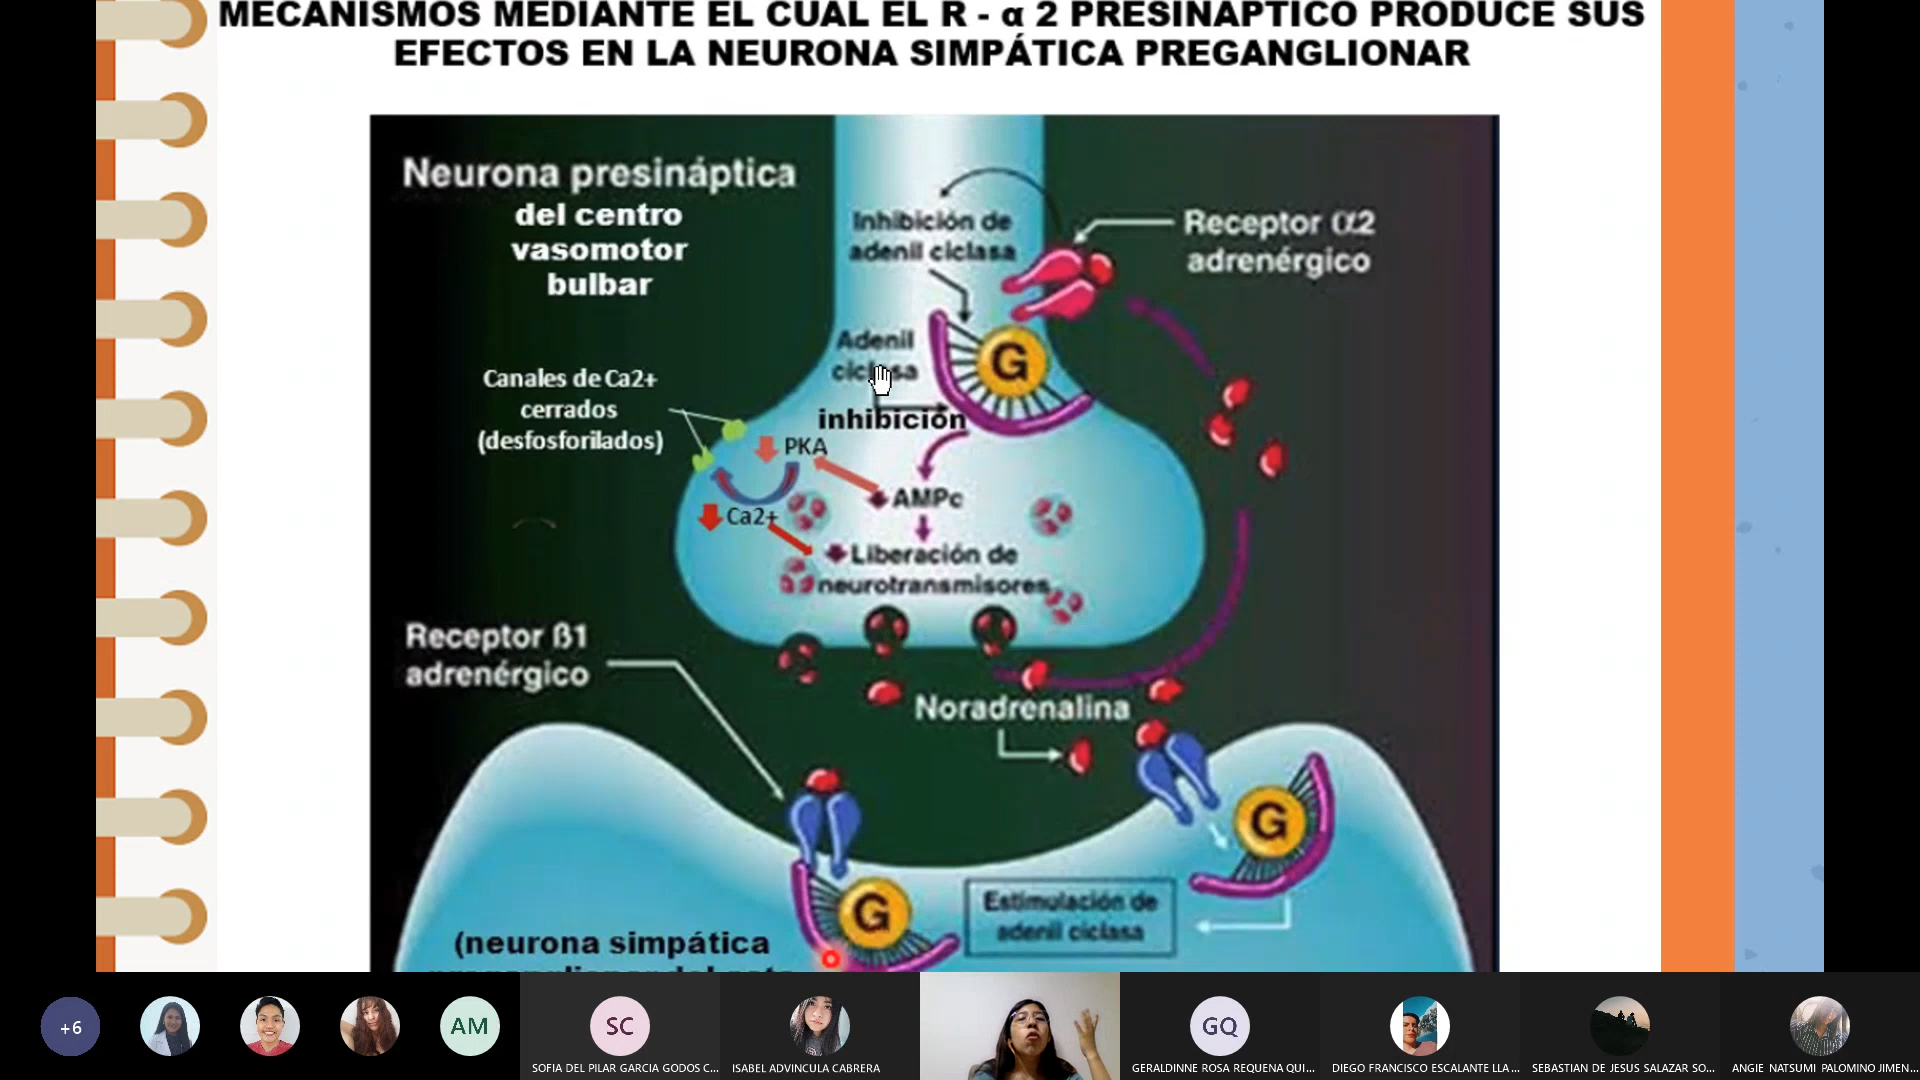 MECANISMOS MEDIANTE EL CUAL EL R - α 2 PRESINAPTICO PRODUCE SUS
EFECTOS EN LA NEURONA SIMPÁTICA PREGANGLIONAR
Neurona presináptica
del centro
vasomotor
bulbar
Inhibición de
adenil ciclasa
Receptor α2
adrenérgico
Adenil
ciclasa
inhibición
Canales de Ca2+
cerrados
(desfosforilados)
PKA
AMPc
Ca2+
Liberación de
neurotransmisores
Receptor ß1
adrenérgico
Noradrenalina
G
G
G
Estimulación de
adenil ciclasa
(neurona simpática
+6
AM
SC
GQ
SOFIA DEL PILAR GARCIA GODOS C...
ISABEL ADVINCULA CABRERA
GERALDINNE ROSA REQUENA QUI...
DIEGO FRANCISCO ESCALANTE LLA...
SEBASTIAN DE JESUS SALAZAR SO...
ANGIE NATSUMI PALOMINO JIMEN...